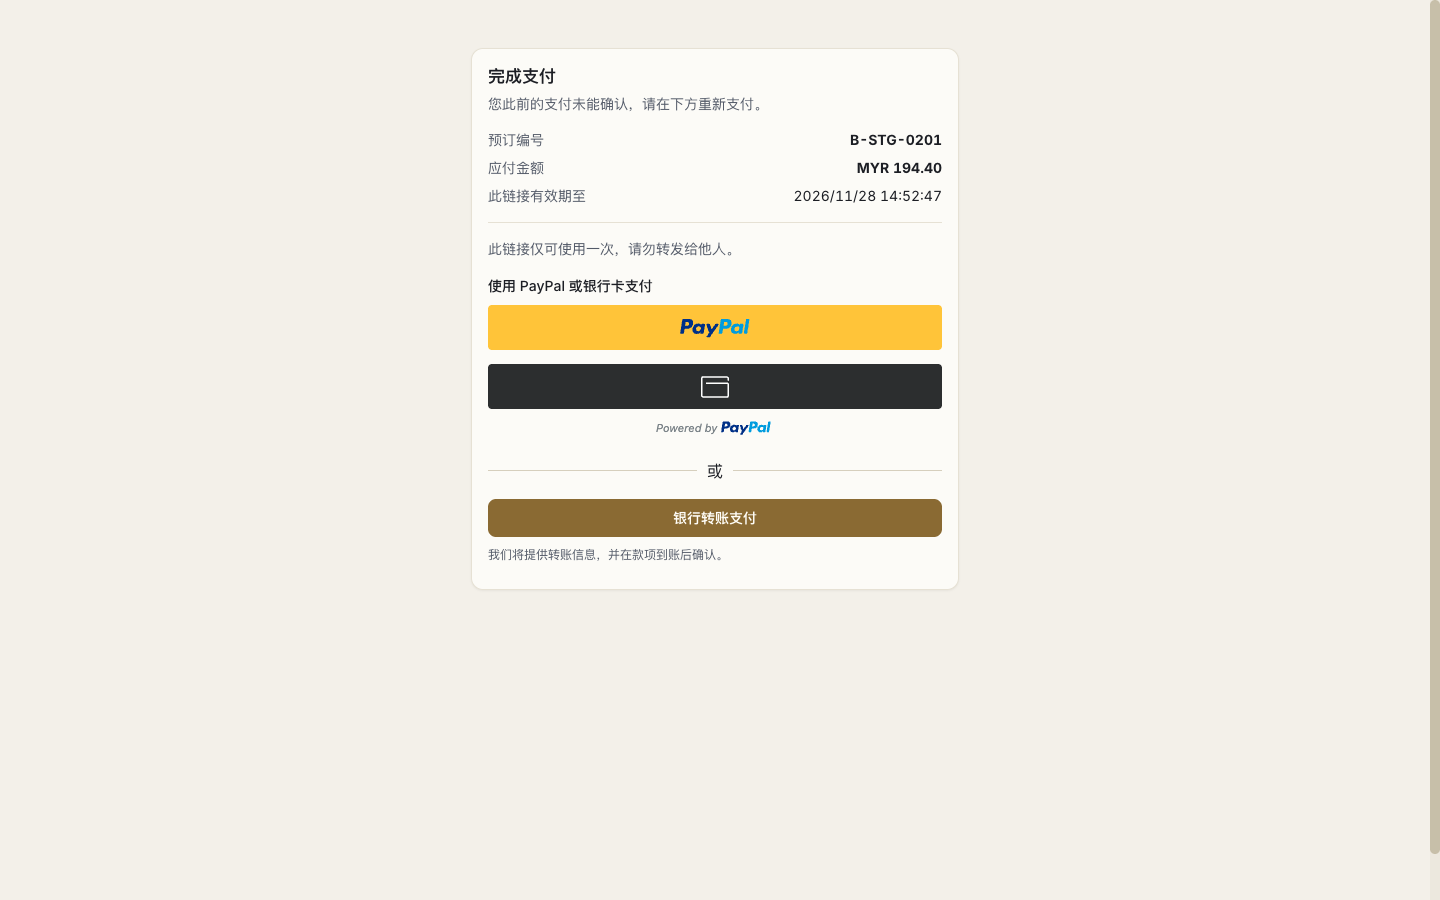 完成支付
您此前的支付未能确认，请在下方重新支付。
预订编号 B-STG-0201
应付金额 MYR 194.40
此链接有效期至 2026/11/28 14:52:47
此链接仅可使用一次，请勿转发给他人。
使用 PayPal 或银行卡支付
PayPal
Powered by PayPal
或
银行转账支付
我们将提供转账信息，并在款项到账后确认。